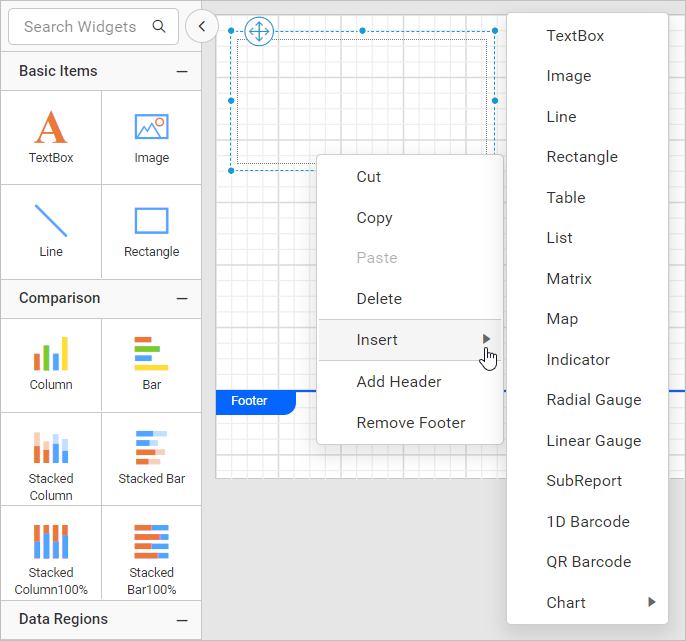 Search Widgets
Basic Items
TextBox
Image
Line
Rectangle
Comparison
Column
Bar
Stacked
Column
Stacked Bar
Stacked
Column100%
Stacked
Bar100%
Data Regions
Footer
Cut
Copy
Paste
Delete
Insert
Add Header
Remove Footer
TextBox
Image
Line
Rectangle
Table
List
Matrix
Map
Indicator
Radial Gauge
Linear Gauge
SubReport
1D Barcode
QR Barcode
Chart